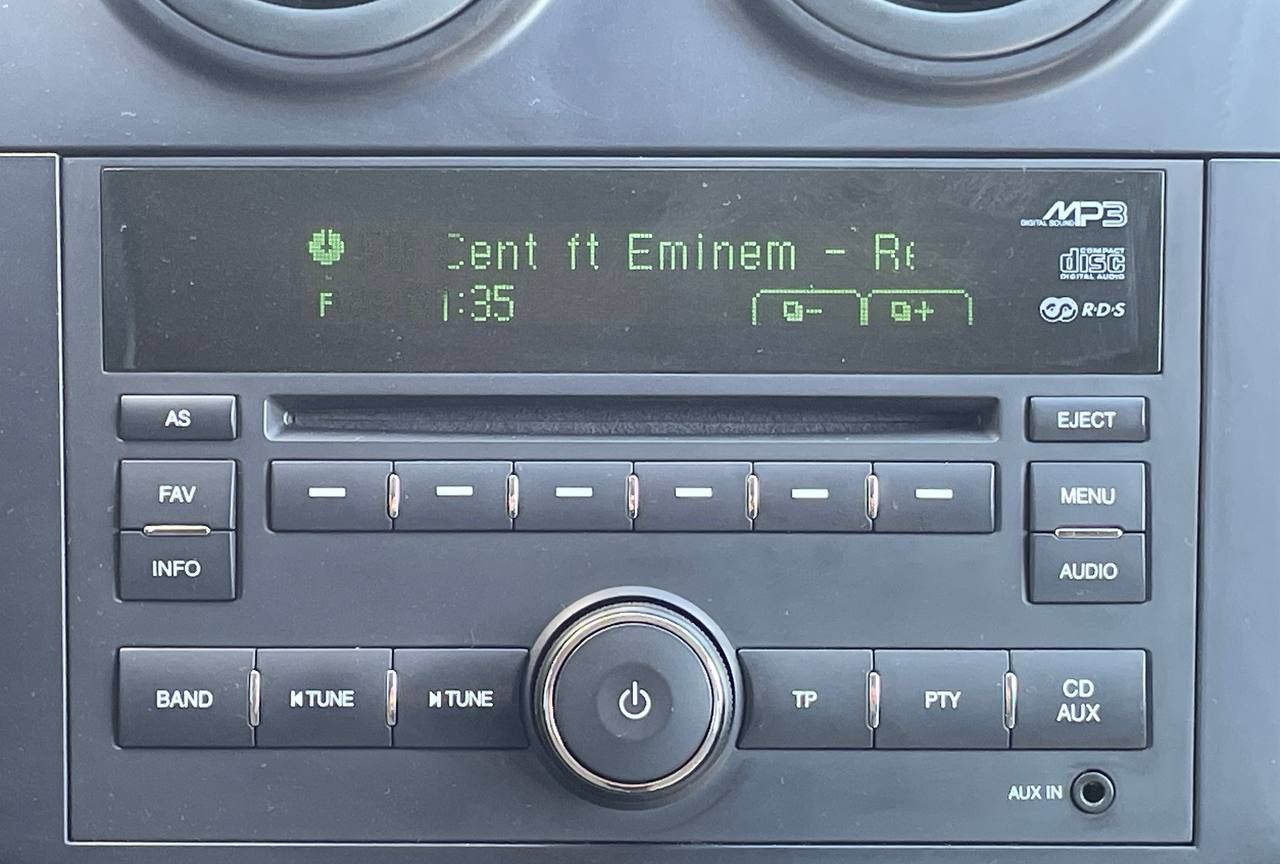 MP3
DIGITAL SOUND
Cent ft Eminem - Re
COMPACT
disc
DIGITAL AUDIO
F 1:35 - +
R·D·S
AS
EJECT
FAV
MENU
INFO
AUDIO
BAND
TUNE
TUNE
TP
PTY
CD
AUX
AUX IN